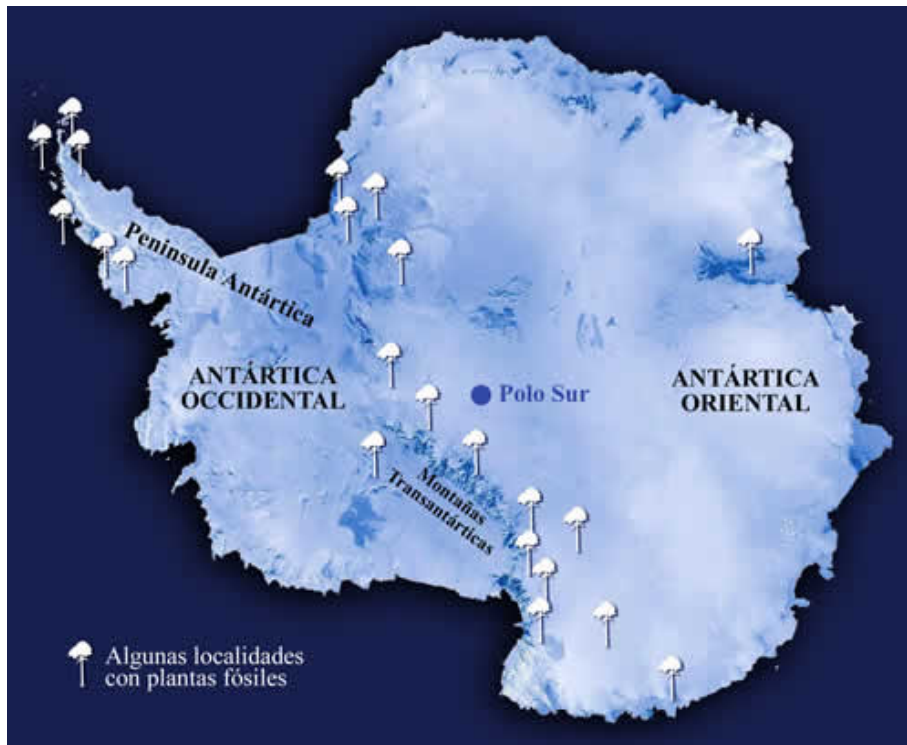 Península Antártica
ANTÁRTICA
OCCIDENTAL
Polo Sur
ANTÁRTICA
ORIENTAL
Montañas
Transantárticas
Algunas localidades
con plantas fósiles